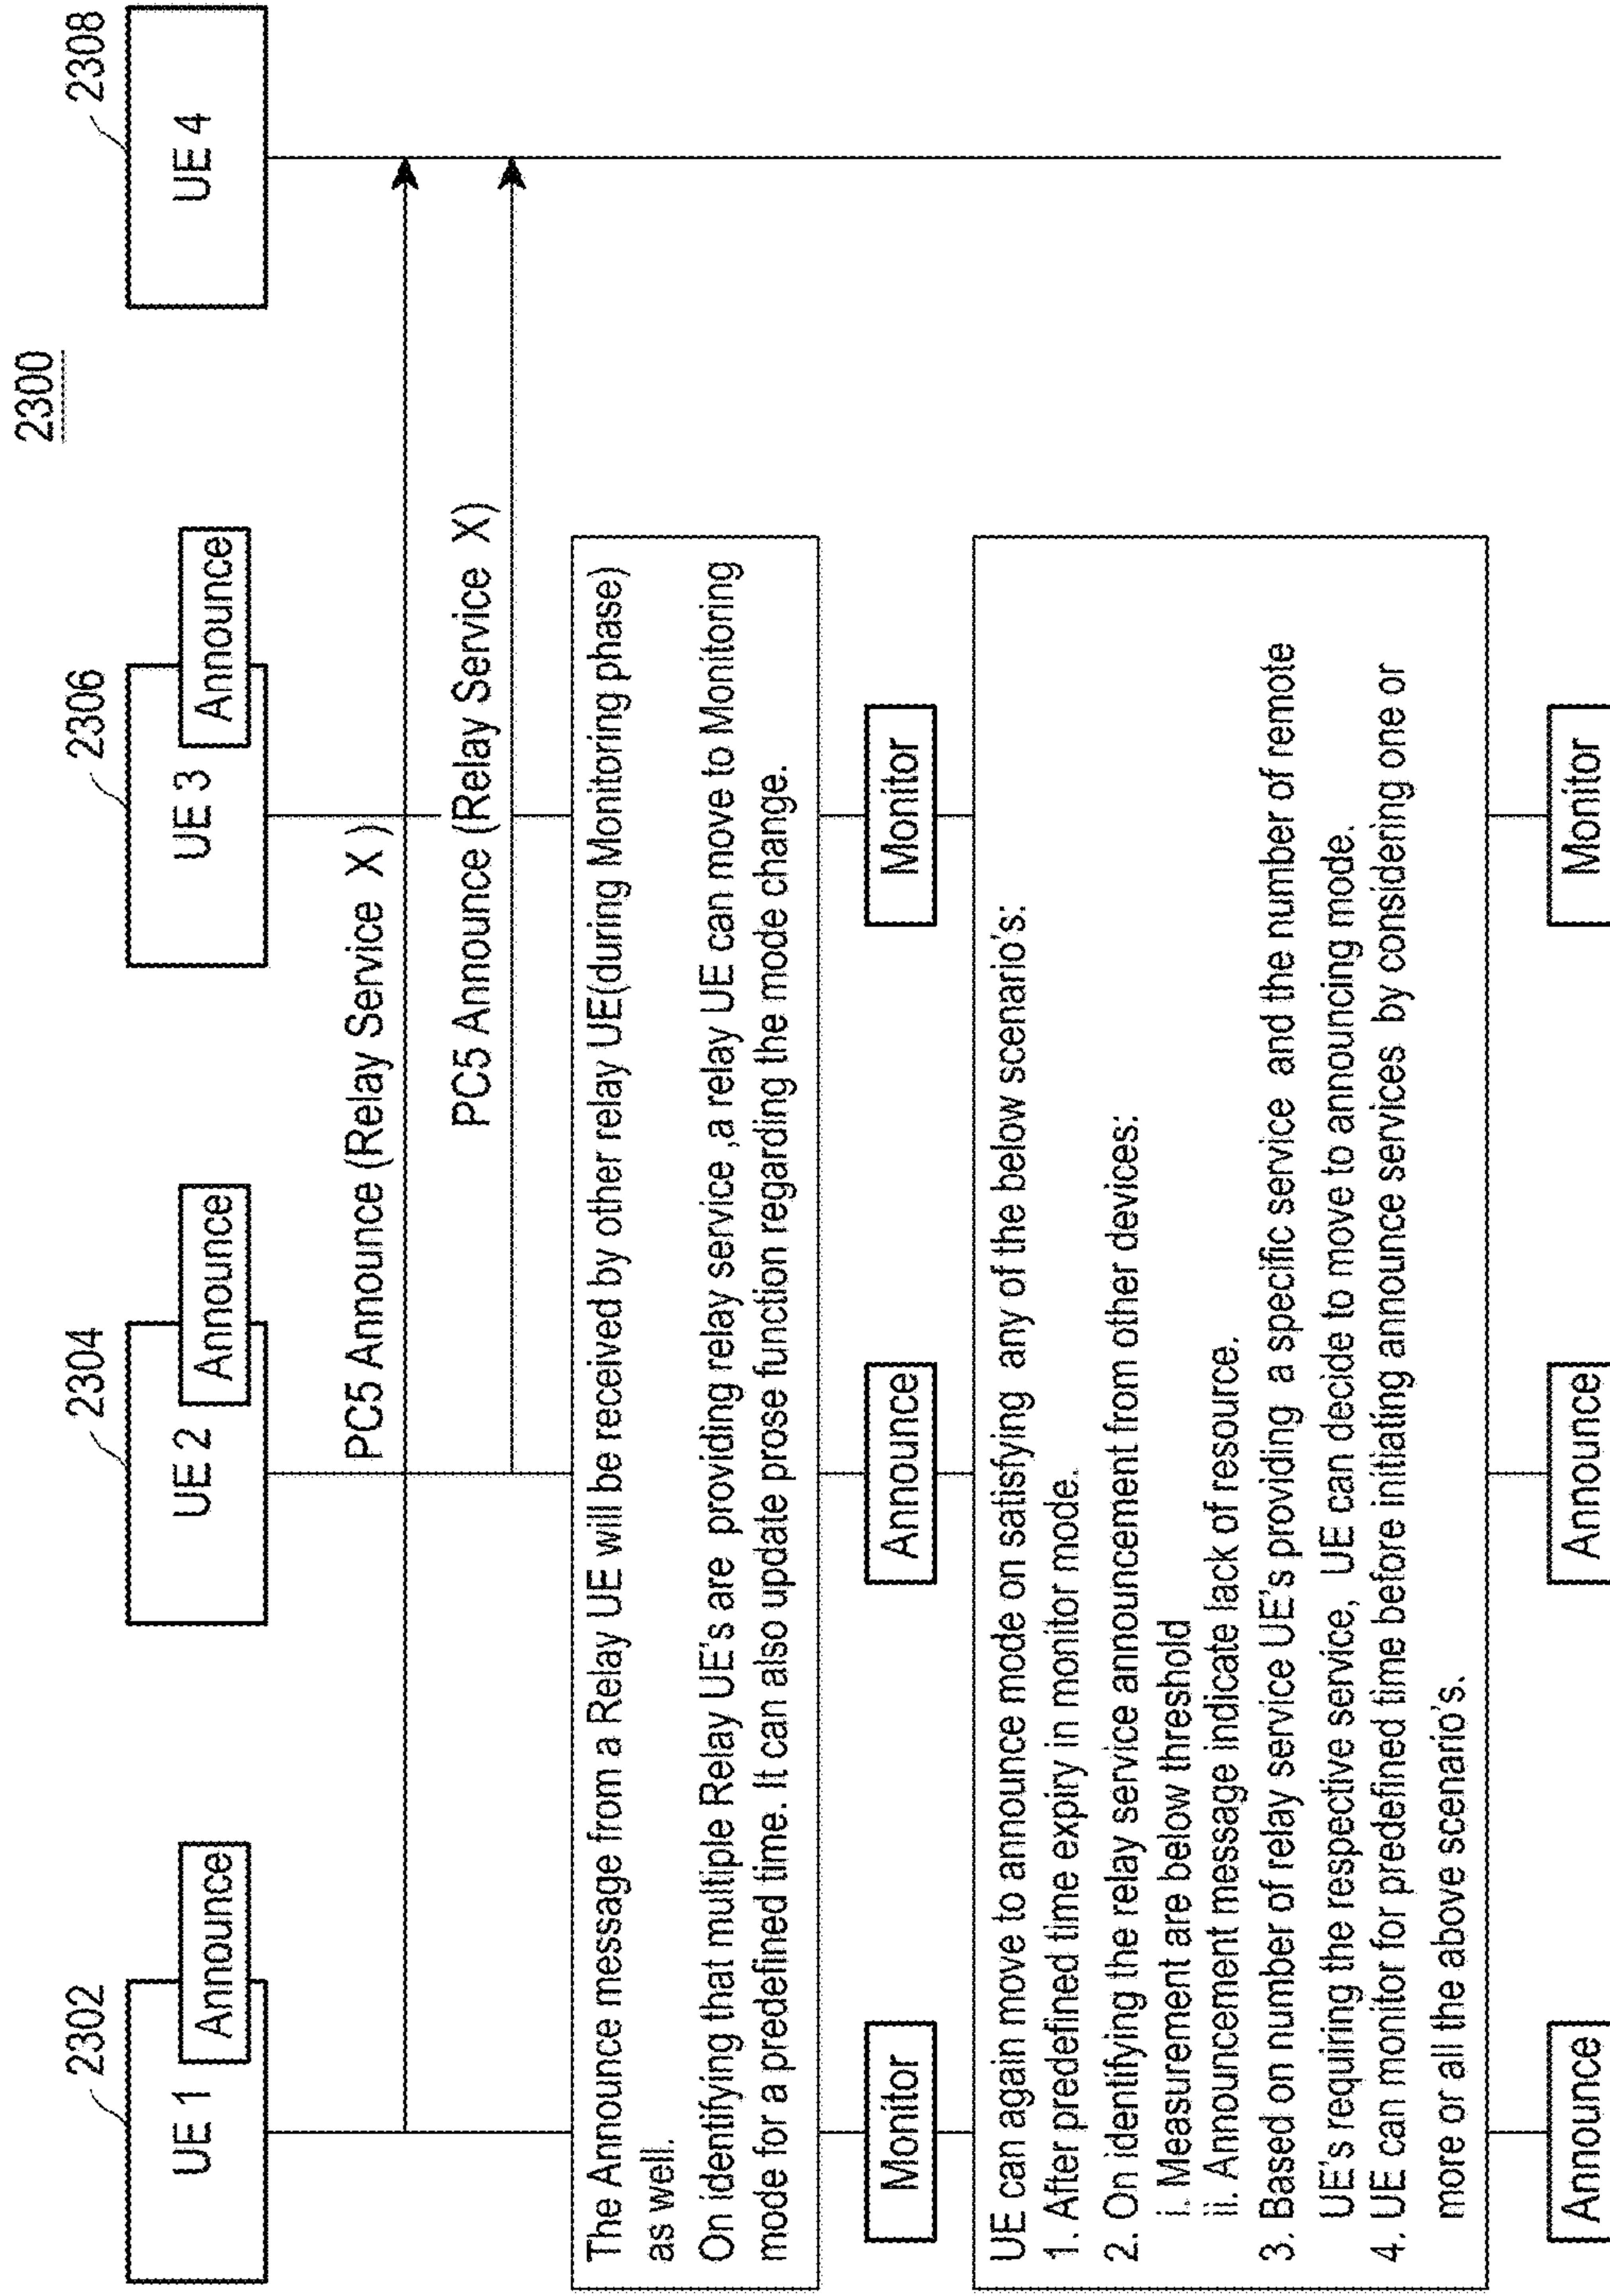 2300
2302
2304
2306
2308
UE 1
Announce
UE 2
Announce
UE 3
Announce
UE 4
PC5 Announce (Relay Service X )
PC5 Announce (Relay Service X)
The Announce message from a Relay UE will be received by other relay UE(during Monitoring phase)
as well.
On identifying that multiple Relay UE's are providing relay service ,a relay UE can move to Monitoring
mode for a predefined time. It can also update prose function regarding the mode change.
Monitor
Announce
Monitor
UE can again move to announce mode on satisfying any of the below scenario's:
1. After predefined time expiry in monitor mode.
2. On identifying the relay service announcement from other devices:
i. Measurement are below threshold
ii. Announcement message indicate lack of resource.
3. Based on number of relay service UE's providing a specific service and the number of remote
UE's requiring the respective service, UE can decide to move to announcing mode.
4. UE can monitor for predefined time before initiating announce services by considering one or
more or all the above scenario's.
Announce
Announce
Monitor